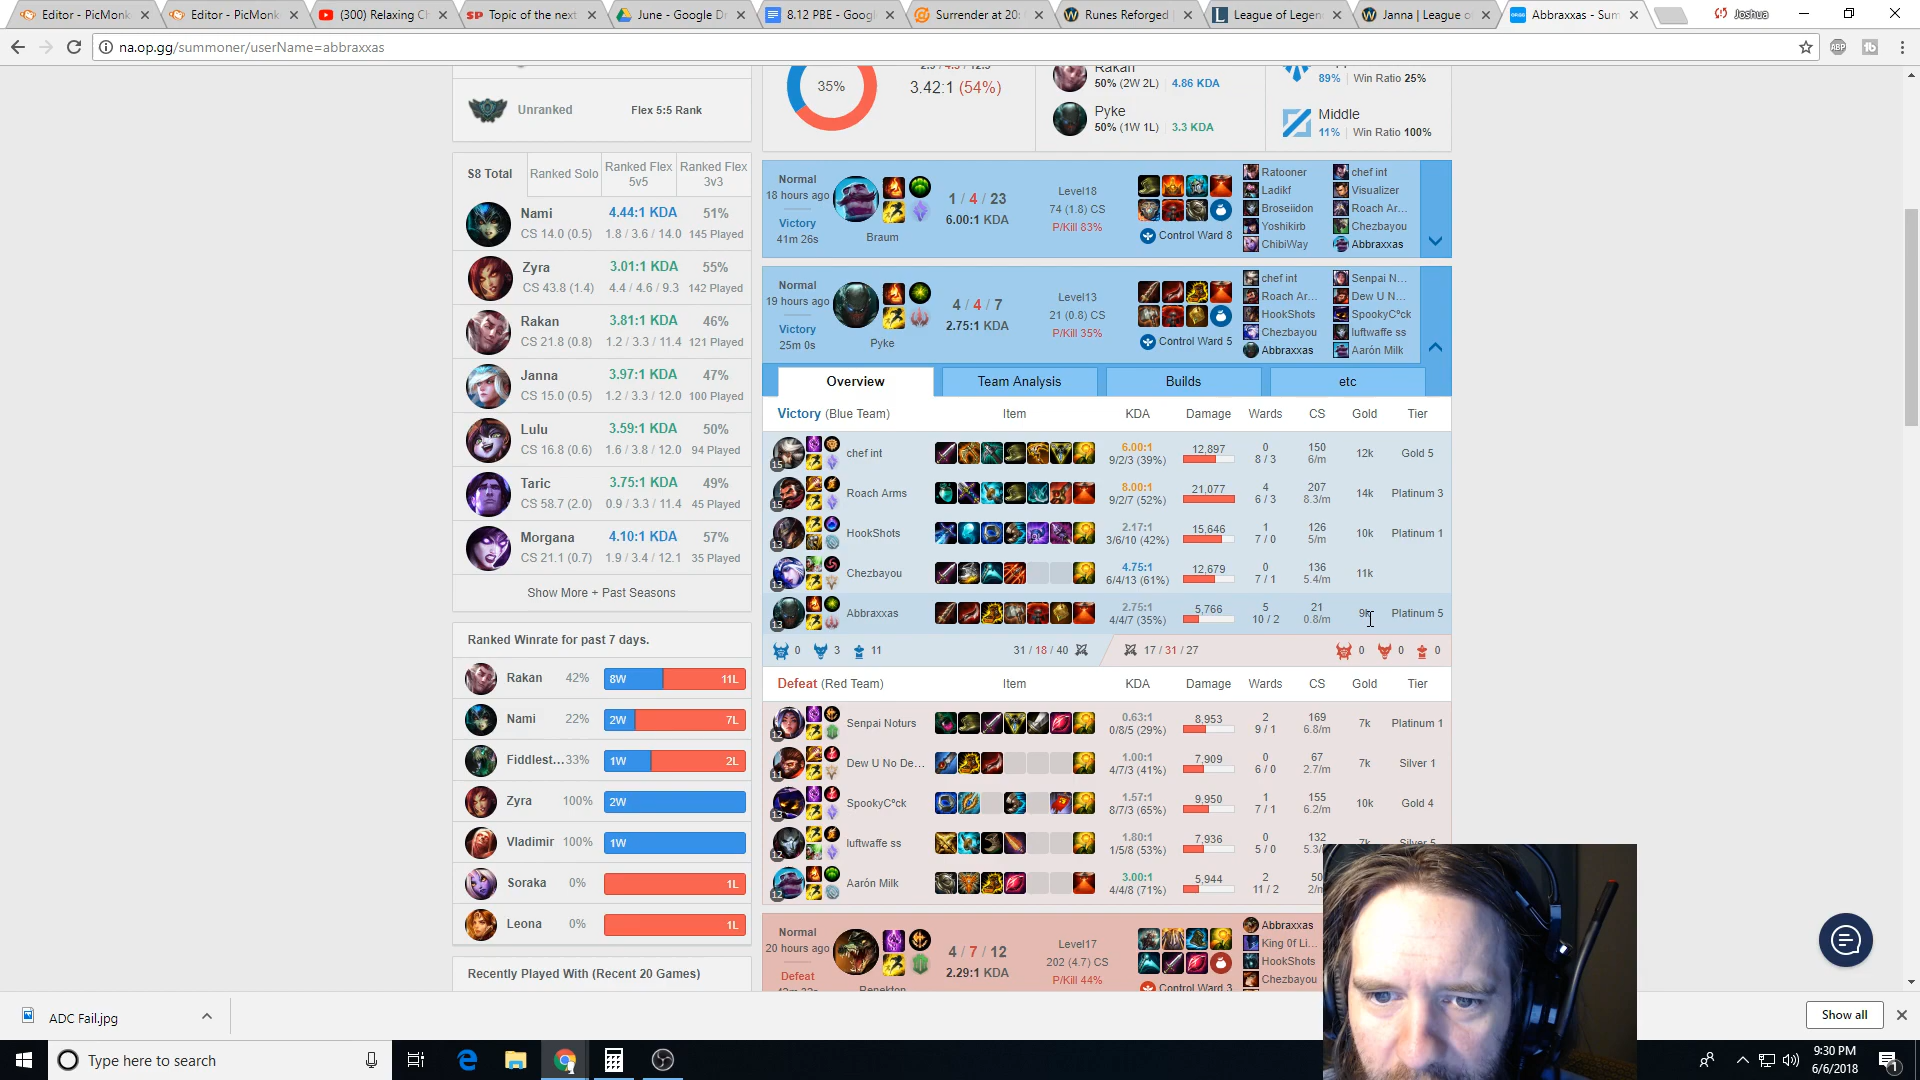 Editor - PicMonk
Editor - PicMonk
(300) Relaxing Ch
Topic of the next
June - Google Dr
8.12 PBE - Googl
Surrender at 20:
Runes Reforged
League of Legen
Janna | League o
Abbraxxas - Sum
Joshua
na.op.gg/summoner/userName=abbraxxas
35%
3.42:1 (54%)
Rakan
50% (2W 2L) 4.86 KDA
Pyke
50% (1W 1L) 3.3 KDA
89% Win Ratio 25%
Middle
11% Win Ratio 100%
Unranked
Flex 5:5 Rank
S8 Total
Ranked Solo
Ranked Flex 5v5
Ranked Flex 3v3
Nami 4.44:1 KDA 51%
CS 14.0 (0.5) 1.8 / 3.6 / 14.0 145 Played
Zyra 3.01:1 KDA 55%
CS 43.8 (1.4) 4.4 / 4.6 / 9.3 142 Played
Rakan 3.81:1 KDA 46%
CS 21.8 (0.8) 1.2 / 3.3 / 11.4 121 Played
Janna 3.97:1 KDA 47%
CS 15.0 (0.5) 1.2 / 3.3 / 12.0 100 Played
Lulu 3.59:1 KDA 50%
CS 16.8 (0.6) 1.6 / 3.8 / 12.0 94 Played
Taric 3.75:1 KDA 49%
CS 58.7 (2.0) 0.9 / 3.3 / 11.4 45 Played
Morgana 4.10:1 KDA 57%
CS 21.1 (0.7) 1.9 / 3.4 / 12.1 35 Played
Show More + Past Seasons
Ranked Winrate for past 7 days.
Rakan 42% 8W 11L
Nami 22% 2W 7L
Fiddlest... 33% 1W 2L
Zyra 100% 2W
Vladimir 100% 1W
Soraka 0% 1L
Leona 0% 1L
Recently Played With (Recent 20 Games)
Normal
18 hours ago
Victory
41m 26s
Braum
1 / 4 / 23
6.00:1 KDA
Level18
74 (1.8) CS
P/Kill 83%
Control Ward 8
Ratooner chef int
Ladikf Visualizer
Broseiidon Roach Ar...
Yoshikirb Chezbayou
ChibiWay Abbraxxas
Normal
19 hours ago
Victory
25m 0s
Pyke
4 / 4 / 7
2.75:1 KDA
Level13
21 (0.8) CS
P/Kill 35%
Control Ward 5
chef int Senpai N...
Roach Ar... Dew U N...
HookShots SpookyC°ck
Chezbayou luftwaffe ss
Abbraxxas Aarón Milk
Overview Team Analysis Builds etc
Victory (Blue Team) Item KDA Damage Wards CS Gold Tier
15 chef int 6.00:1 9/2/3 (39%) 12,897 0 8 / 3 150 6/m 12k Gold 5
15 Roach Arms 8.00:1 9/2/7 (52%) 21,077 4 6 / 3 207 8.3/m 14k Platinum 3
13 HookShots 2.17:1 3/6/10 (42%) 15,646 1 7 / 0 126 5/m 10k Platinum 1
13 Chezbayou 4.75:1 6/4/13 (61%) 12,679 0 7 / 1 136 5.4/m 11k
13 Abbraxxas 2.75:1 4/4/7 (35%) 5,766 5 10 / 2 21 0.8/m 9k Platinum 5
0 3 11 31 / 18 / 40 17 / 31 / 27 0 0 0
Defeat (Red Team) Item KDA Damage Wards CS Gold Tier
12 Senpai Noturs 0.63:1 0/8/5 (29%) 8,953 2 9 / 1 169 6.8/m 7k Platinum 1
11 Dew U No De... 1.00:1 4/7/3 (41%) 7,909 0 6 / 0 67 2.7/m 7k Silver 1
13 SpookyC°ck 1.57:1 8/7/3 (65%) 9,950 1 7 / 1 155 6.2/m 10k Gold 4
12 luftwaffe ss 1.80:1 1/5/8 (53%) 7,936 0 5 / 0 132
12 Aarón Milk 3.00:1 4/4/8 (71%) 5,944 2 11 / 2
Normal
20 hours ago
Defeat
4 / 7 / 12
2.29:1 KDA
Level17
202 (4.7) CS
P/Kill 44%
Control Ward 3
Abbraxxas
King 0f Li...
HookShots
Chezbayou
ADC Fail.jpg
Show all
Type here to search
9:30 PM
6/6/2018
1